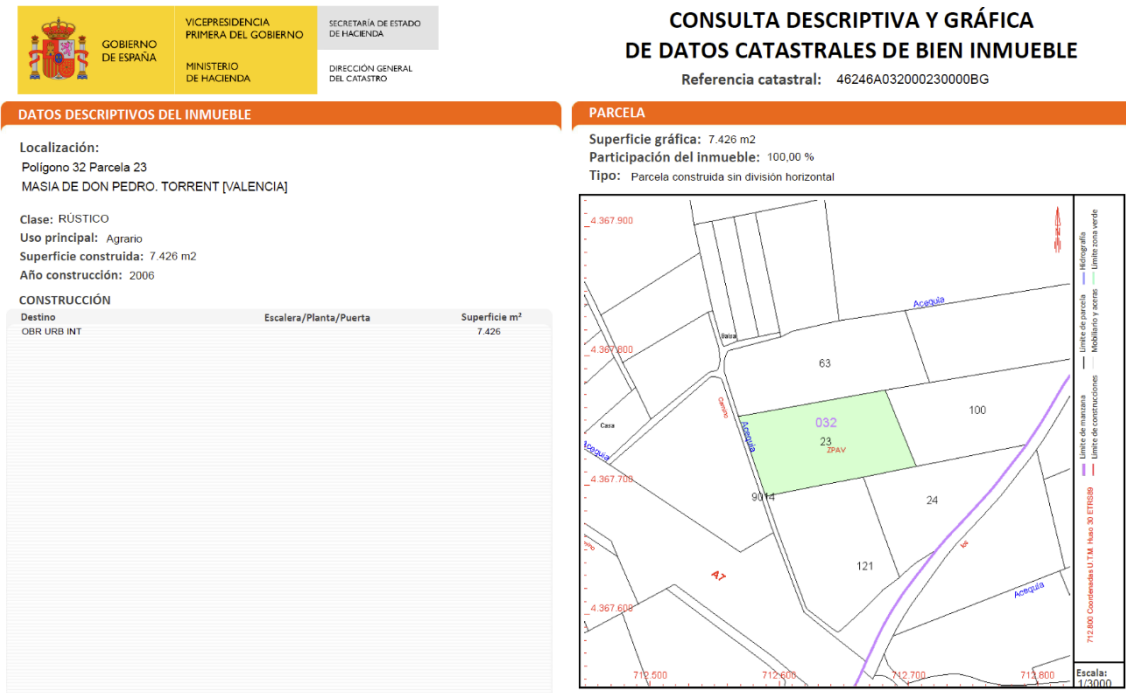 GOBIERNO
DE ESPAÑA
VICEPRESIDENCIA
PRIMERA DEL GOBIERNO
MINISTERIO
DE HACIENDA
SECRETARÍA DE ESTADO
DE HACIENDA
DIRECCIÓN GENERAL
DEL CATASTRO
CONSULTA DESCRIPTIVA Y GRÁFICA
DE DATOS CATASTRALES DE BIEN INMUEBLE
Referencia catastral: 46246A032000230000BG
DATOS DESCRIPTIVOS DEL INMUEBLE
Localización:
Polígono 32 Parcela 23
MASIA DE DON PEDRO. TORRENT [VALENCIA]
Clase: RÚSTICO
Uso principal: Agrario
Superficie construida: 7.426 m2
Año construcción: 2006
CONSTRUCCIÓN
Destino Escalera/Planta/Puerta Superficie m²
OBR URB INT 7.426
PARCELA
Superficie gráfica: 7.426 m2
Participación del inmueble: 100,00 %
Tipo: Parcela construida sin división horizontal
4.367.900
Acequia
Balsa
4.367.800
63
Camino
100
032
23
ZPAV
Casa
Acequia
Acequia
4.367.700
9014
24
121
A7
Acequia
4.367.600
712.500
712.600
712.700
712.800
Hidrografía
Límite zona verde
Límite de parcela
Mobiliario y aceras
Límite de manzana
Límite de construcciones
712.800 Coordenadas U.T.M. Huso 30 ETRS89
Escala:
1/3000